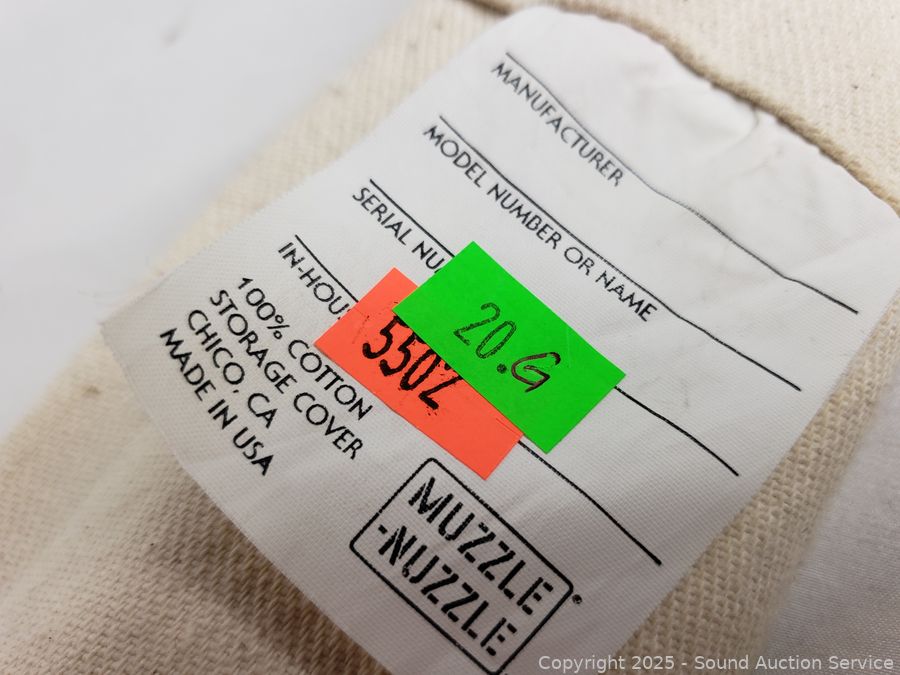 MANUFACTURER
MODEL NUMBER OR NAME
SERIAL NU
IN-HOU
20.G
5502
100% COTTON
STORAGE COVER
CHICO, CA
MADE IN USA
MUZZLE
-NUZZLE
Copyright 2025 - Sound Auction Service